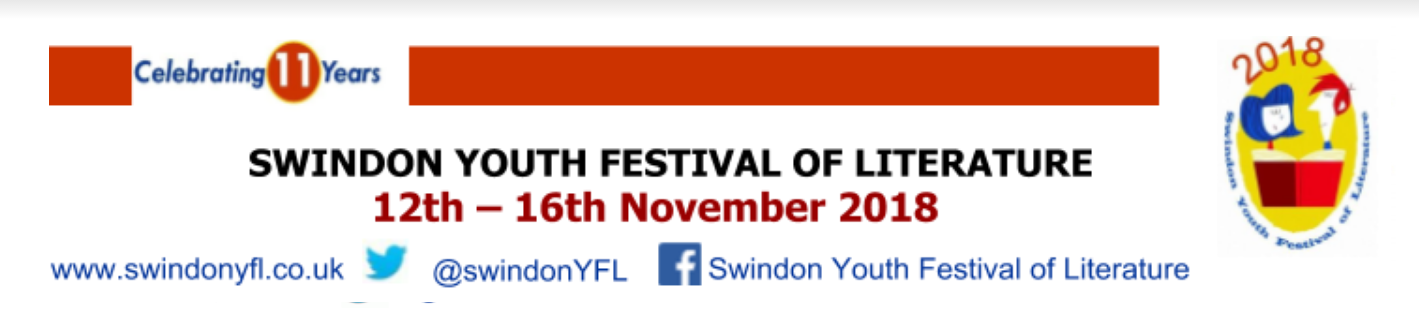 Celebrating 11 Years
2018
Swindon Youth Festival of Literature
SWINDON YOUTH FESTIVAL OF LITERATURE
12th – 16th November 2018
www.swindonyfl.co.uk @swindonYFL Swindon Youth Festival of Literature